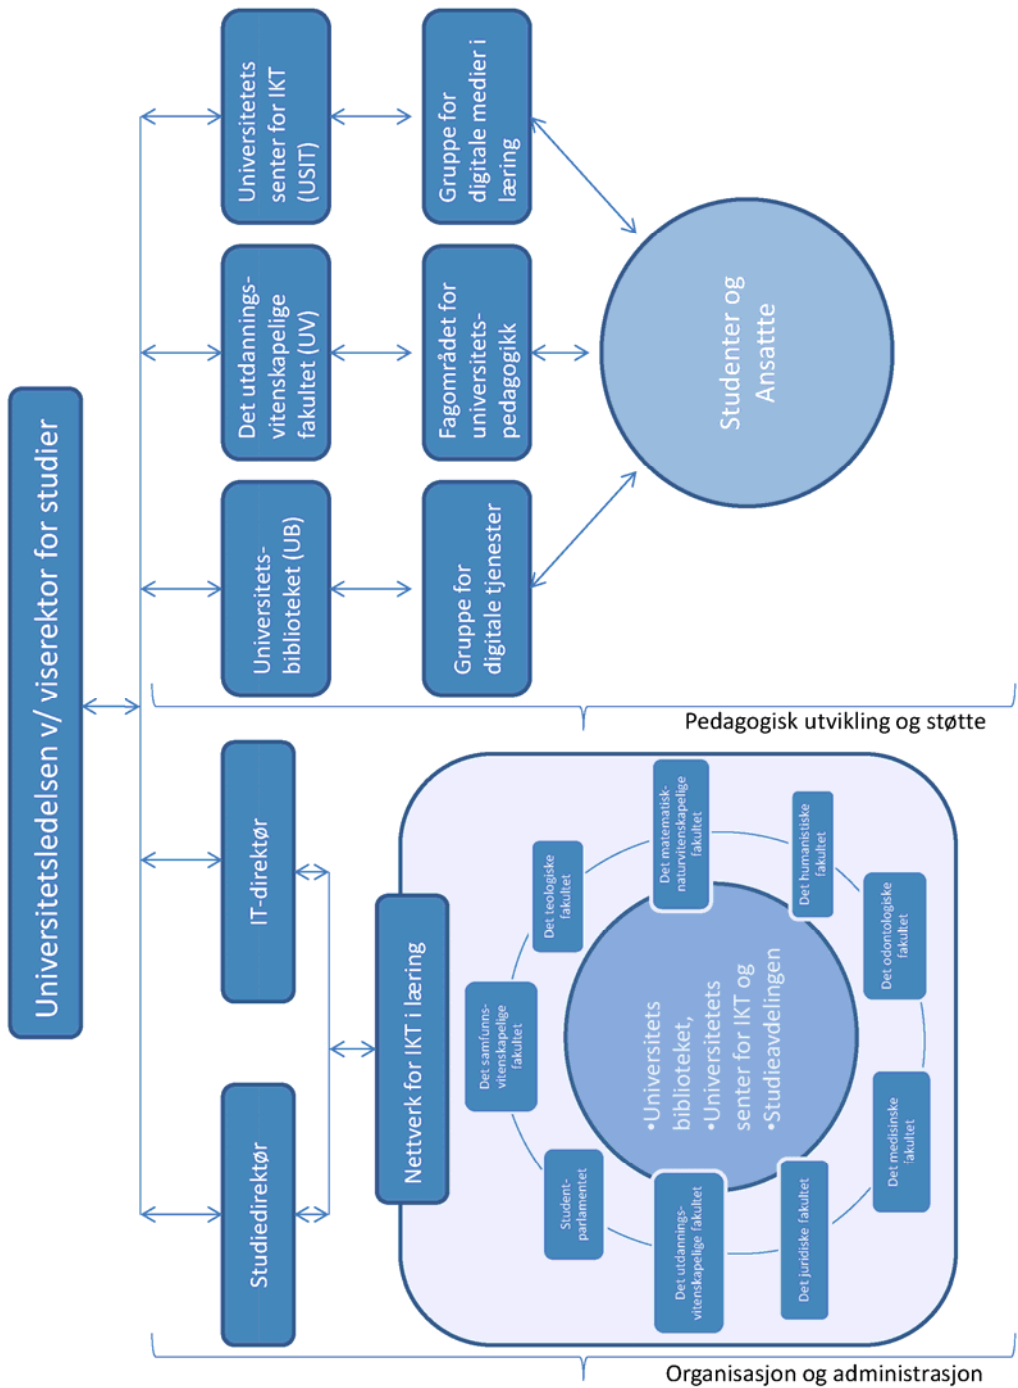 Universitetsledelsen v/ viserektor for studier
Studiedirektør
IT-direktør
Universitets-
biblioteket (UB)
Det utdannings-
vitenskapelige
fakultet (UV)
Universitetets
senter for IKT
(USIT)
Gruppe for
digitale tjenester
Fagområdet for
universitets-
pedagogikk
Gruppe for
digitale medier i
læring
Studenter og
Ansattte
Nettverk for IKT i læring
Det samfunns-
vitenskapelige
fakultet
Det teologiske
fakultet
Det matematisk-
naturvitenskapelige
fakultet
Det humanistiske
fakultet
Det odontologiske
fakultet
Det medisinske
fakultet
Det juridiske fakultet
Det utdannings-
vitenskapelige fakultet
Student-
parlamentet
•Universitets
biblioteket,
•Universitetets
senter for IKT og
•Studieavdelingen
Organisasjon og administrasjon
Pedagogisk utvikling og støtte